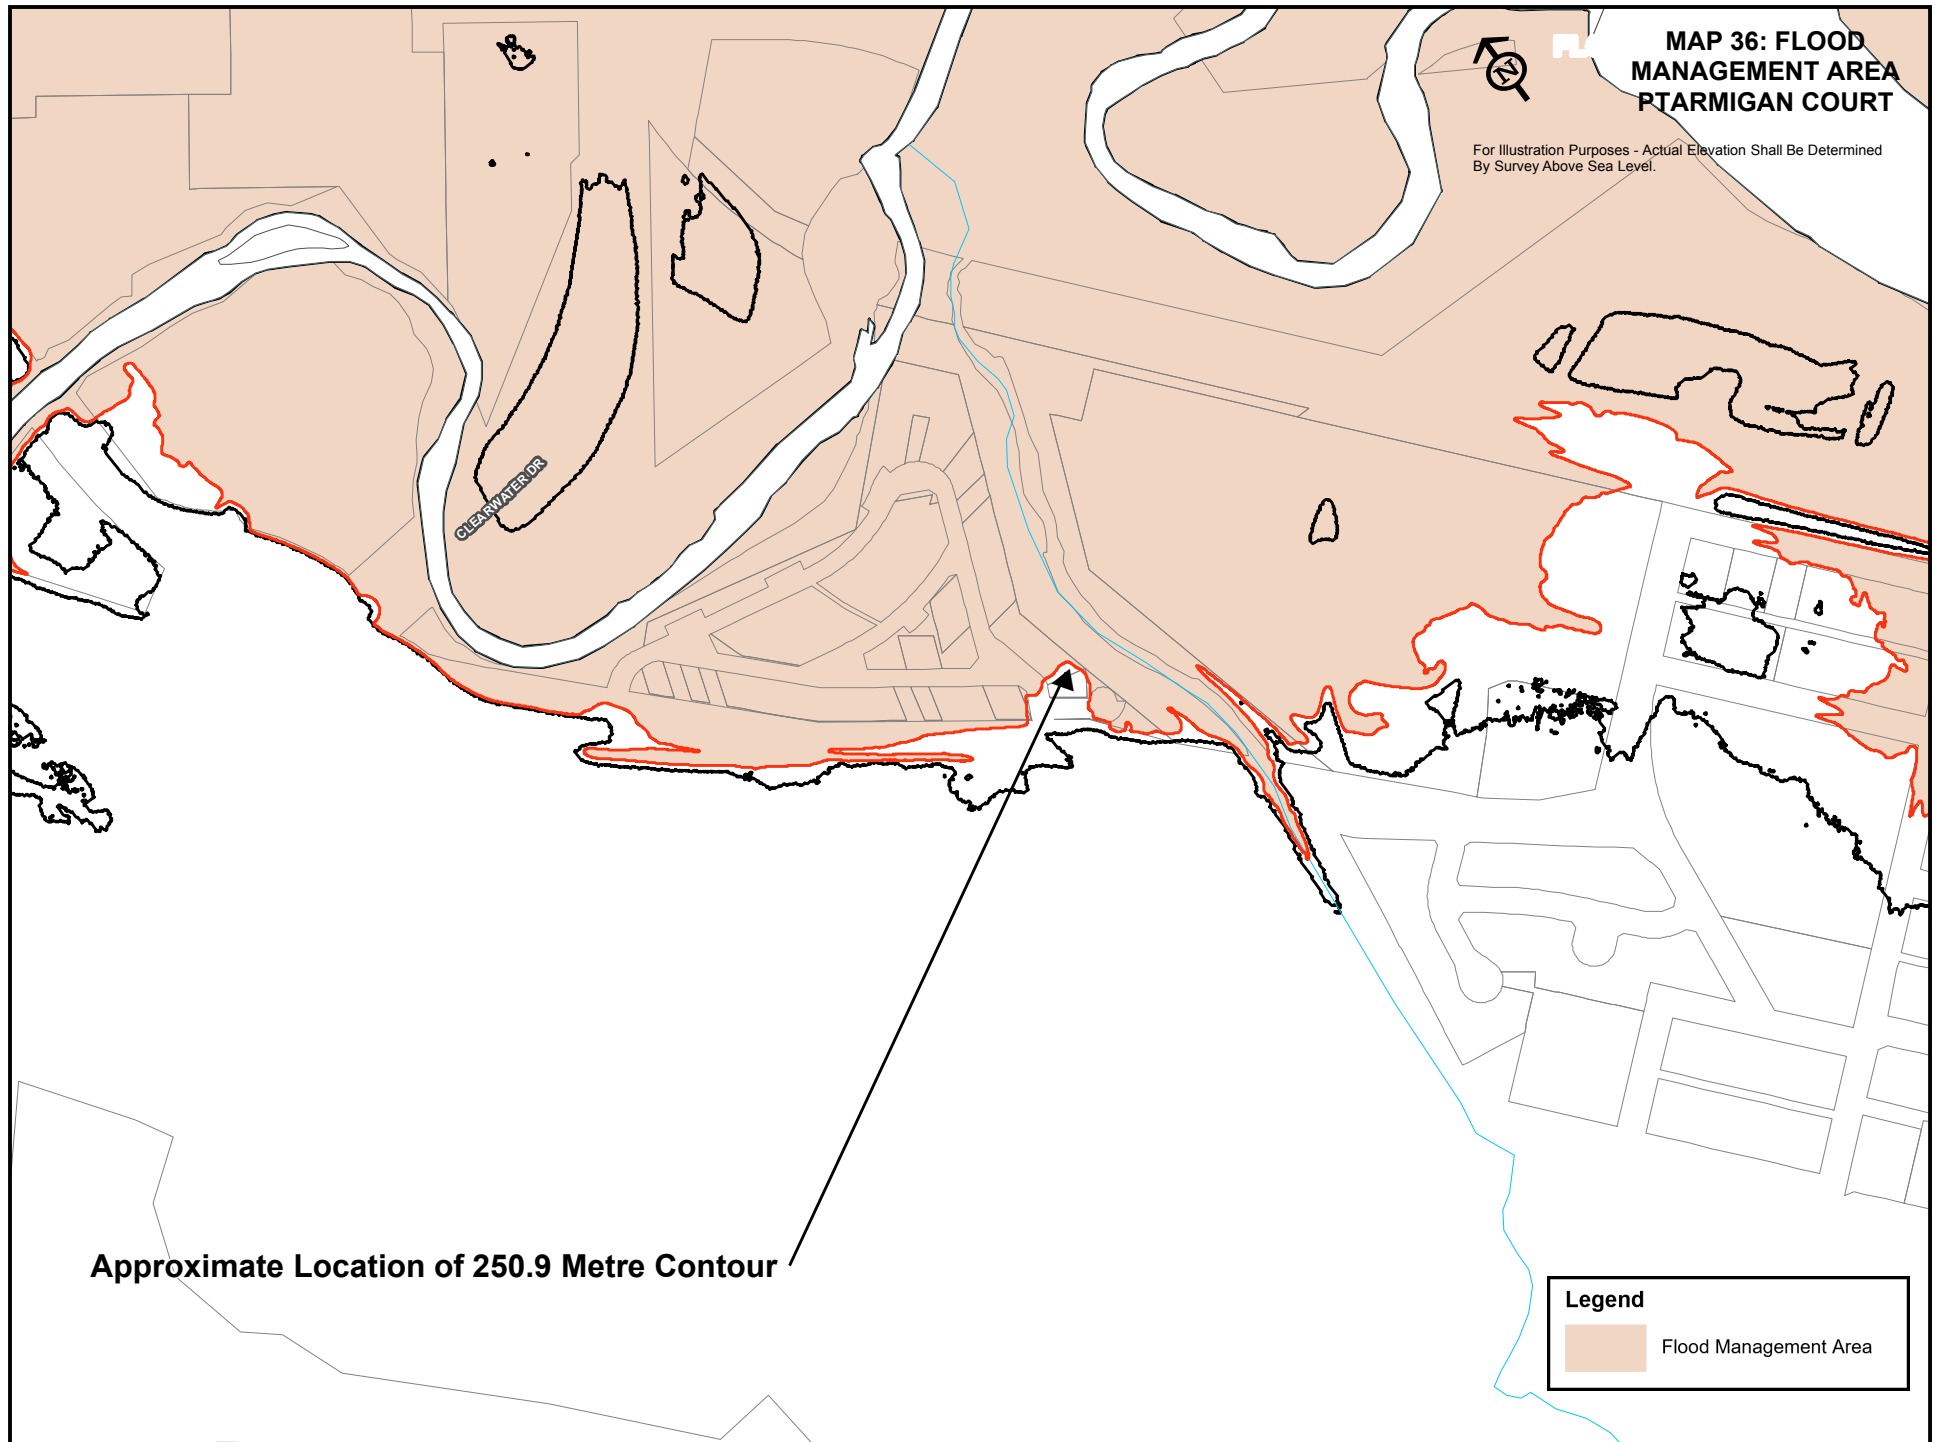 MAP 36: FLOOD
MANAGEMENT AREA
PTARMIGAN COURT
N
For Illustration Purposes - Actual Elevation Shall Be Determined
By Survey Above Sea Level.
CLEARWATER DR
Approximate Location of 250.9 Metre Contour
Legend
Flood Management Area